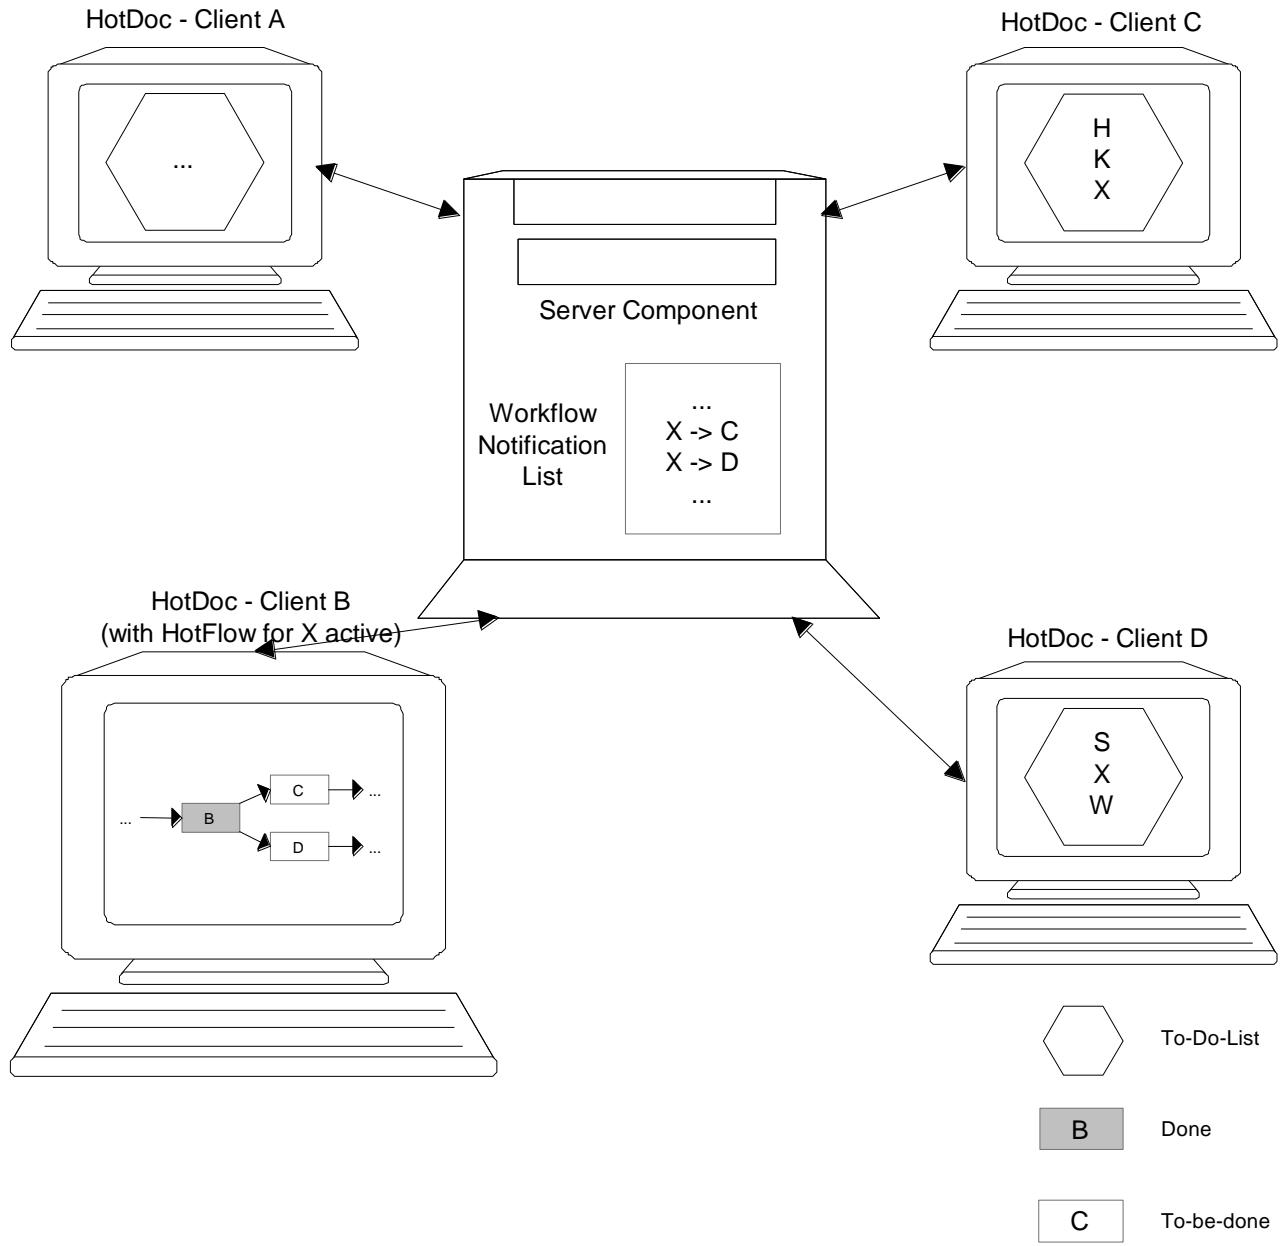 HotDoc - Client A
...
HotDoc - Client C
H
K
X
Server Component
Workflow
Notification
List
...
X -> C
X -> D
...
HotDoc - Client B
(with HotFlow for X active)
...
B
C
...
D
...
HotDoc - Client D
S
X
W
To-Do-List
B
Done
C
To-be-done